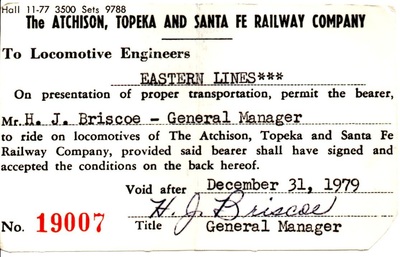 Hall 11-77 3500 Sets 9788
The ATCHISON, TOPEKA AND SANTA FE RAILWAY COMPANY
To Locomotive Engineers
EASTERN LINES***
On presentation of proper transportation, permit the bearer,
Mr. H. J. Briscoe - General Manager
to ride on locomotives of The Atchison, Topeka and Santa Fe
Railway Company, provided said bearer shall have signed and
accepted the conditions on the back hereof.
Void after December 31, 1979
H. J. Briscoe
No. 19007 Title General Manager